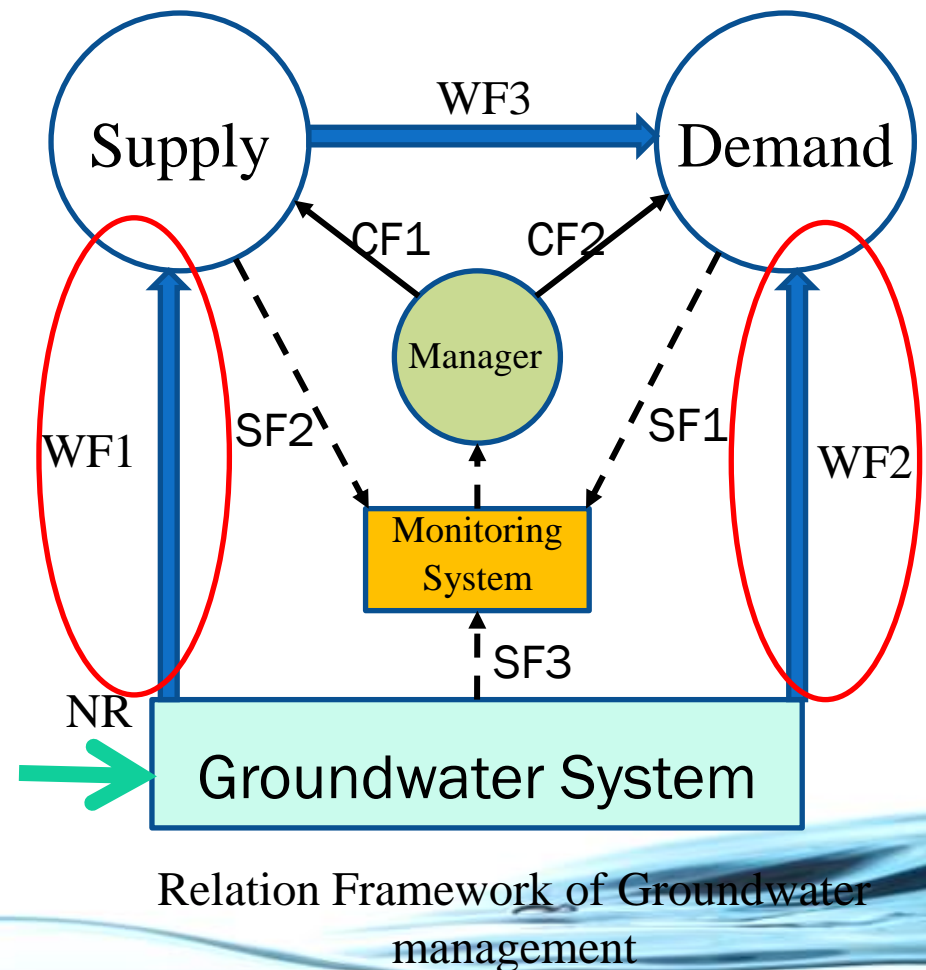 WF3
Supply
Demand
CF1
CF2
Manager
SF2
SF1
WF1
WF2
Monitoring
System
SF3
NR
Groundwater System
Relation Framework of Groundwater
management